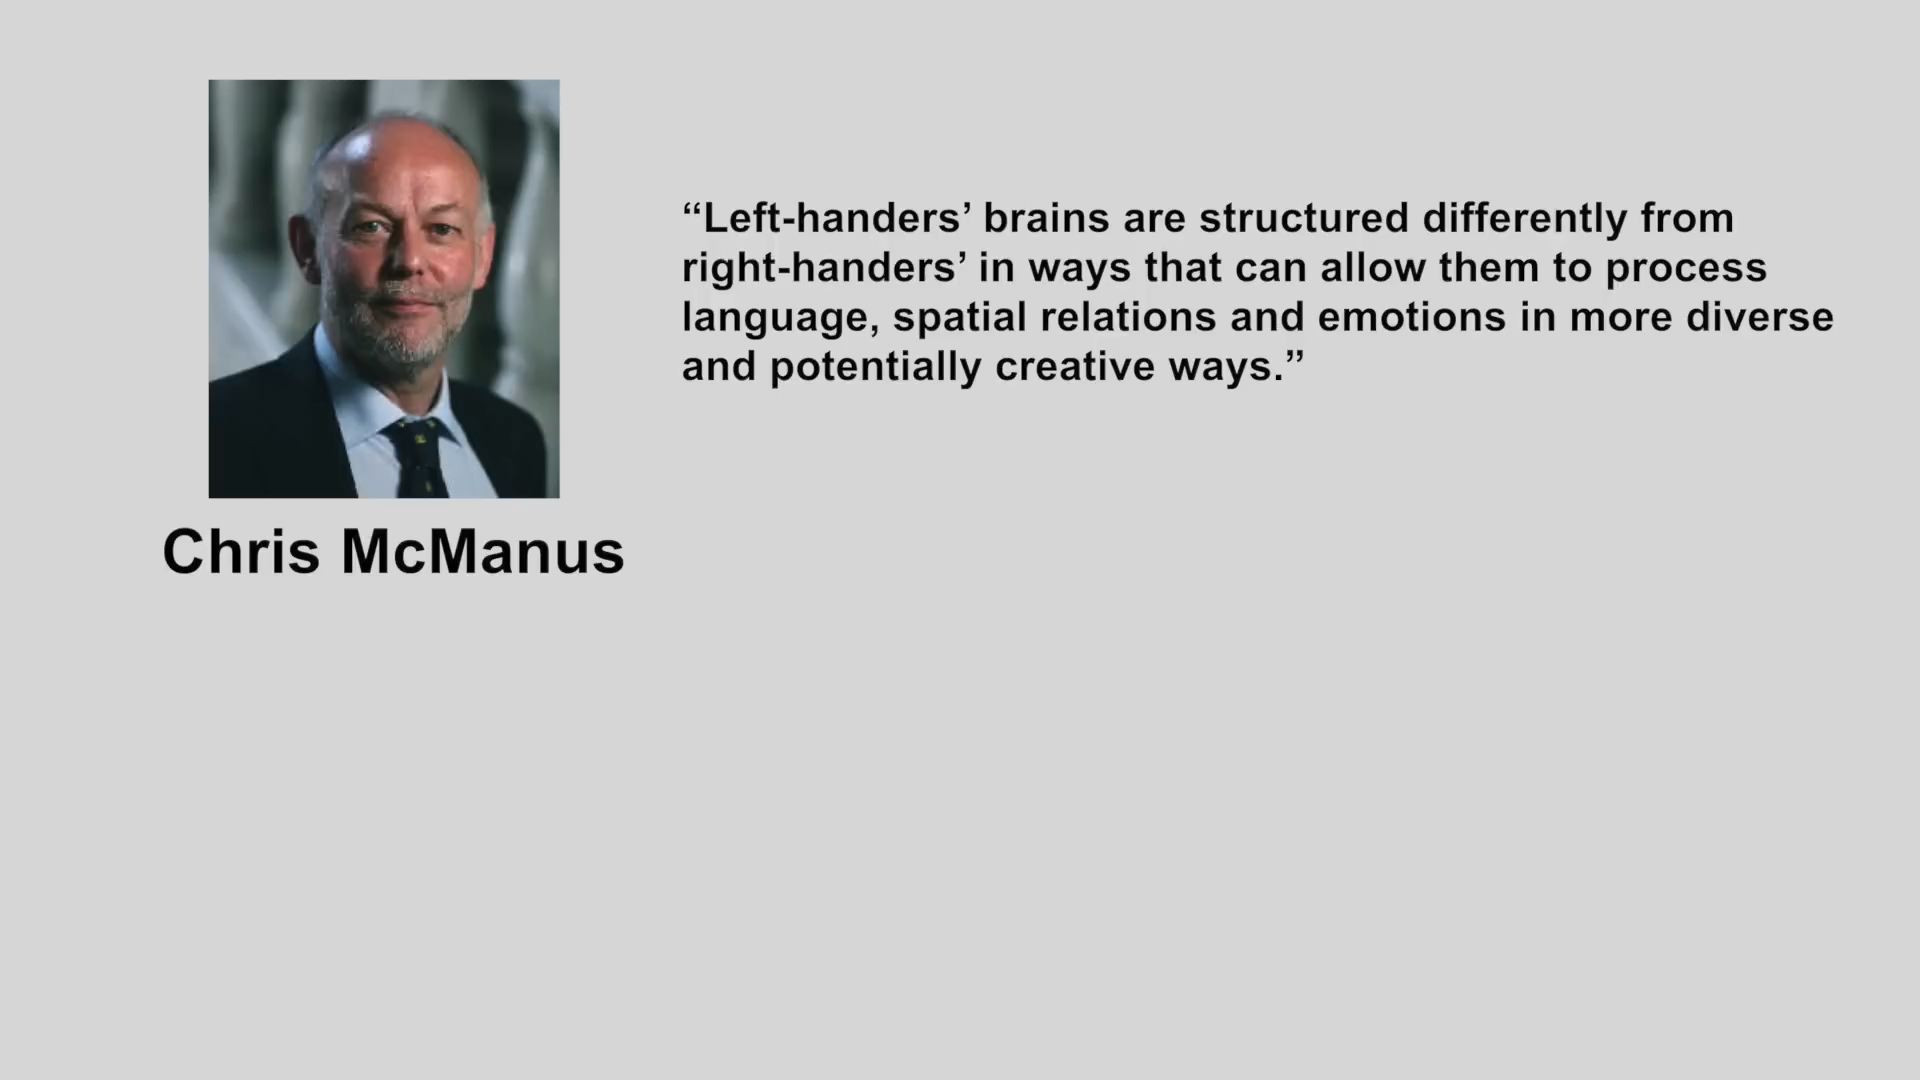 “Left-handers’ brains are structured differently from
right-handers’ in ways that can allow them to process
language, spatial relations and emotions in more diverse
and potentially creative ways.”
Chris McManus